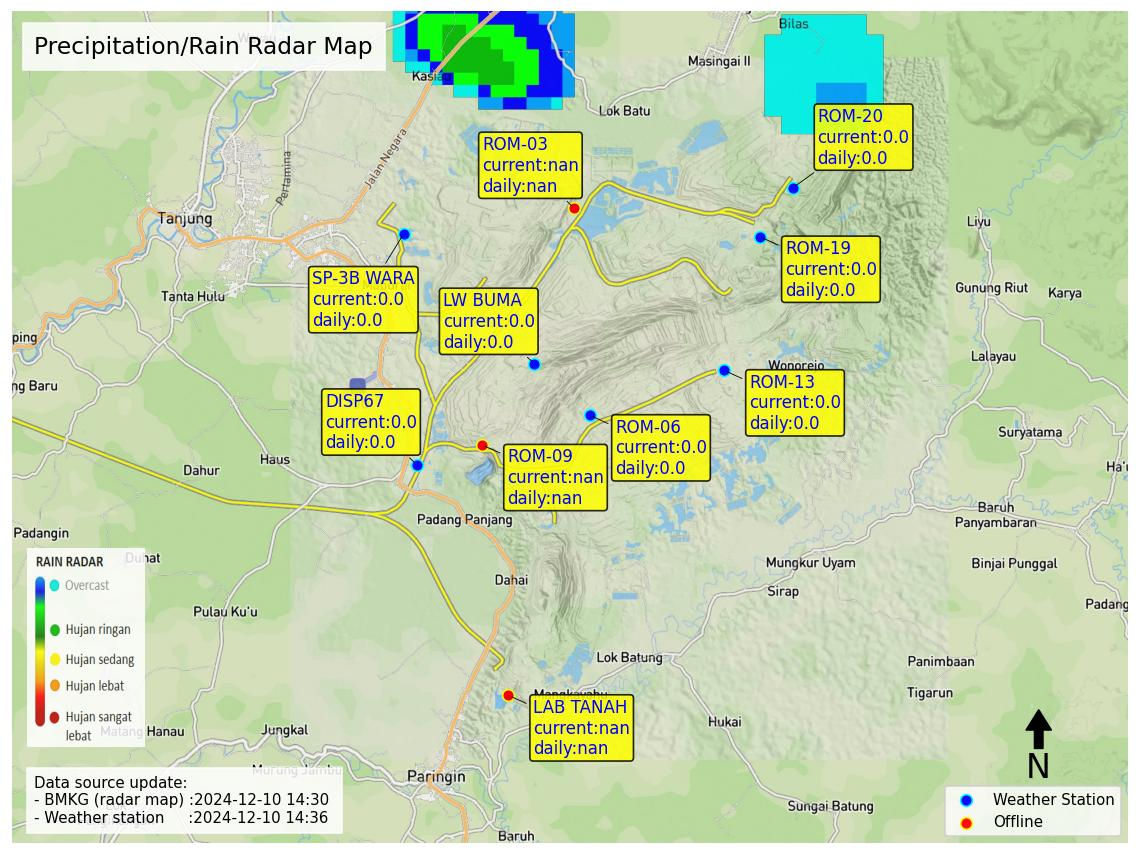 Precipitation/Rain Radar Map
Bilas
Masingai II
Lok Batu
Jalan Negara
Pertamina
Tanjung
Tanta Hulu
ping
ng Baru
Liyu
Gunung Riut
Karya
Lalayau
Wonorejo
Suryatama
Ha'u
Baruh
Panyambaran
Binjai Punggal
Padang
ROM-20
current:0.0
daily:0.0
ROM-03
current:nan
daily:nan
ROM-19
current:0.0
daily:0.0
SP-3B WARA
current:0.0
daily:0.0
LW BUMA
current:0.0
daily:0.0
ROM-13
current:0.0
daily:0.0
DISP67
current:0.0
daily:0.0
ROM-06
current:0.0
daily:0.0
ROM-09
current:nan
daily:nan
Dahur
Haus
Padangin
Duhat
Padang Panjang
Dahai
Pulau Ku'u
Mungkur Uyam
Sirap
Lok Batung
Panimbaan
Tigarun
Hukai
LAB TANAH
current:nan
daily:nan
RAIN RADAR
Overcast
Hujan ringan
Hujan sedang
Hujan lebat
Hujan sangat
lebat
Matang Hanau
Jungkal
Murung Jambu
Paringin
Baruh
Sungai Batung
Data source update:
- BMKG (radar map) :2024-12-10 14:30
- Weather station :2024-12-10 14:36
N
Weather Station
Offline